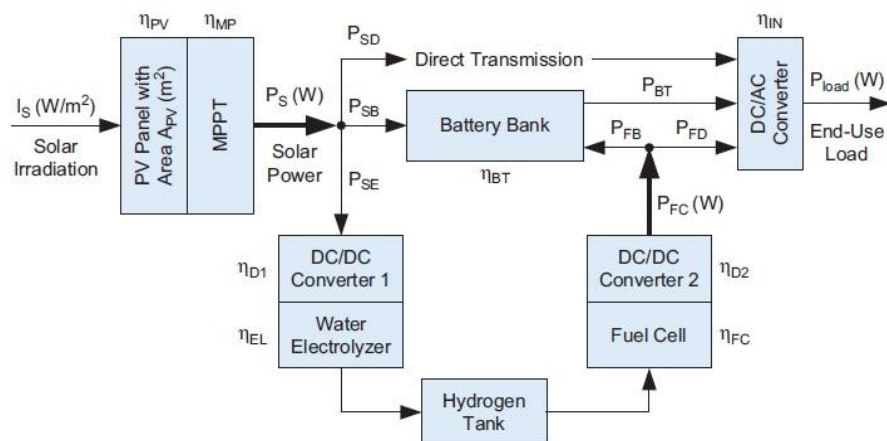 η_PV
η_MP
η_IN
I_S (W/m²)
Solar
Irradiation
PV Panel with
Area A_PV (m²)
MPPT
P_S (W)
Solar
Power
P_SD
Direct Transmission
P_SB
Battery Bank
η_BT
P_BT
P_FB
P_FD
DC/AC
Converter
P_load (W)
End-Use
Load
P_SE
P_FC (W)
η_D1
DC/DC
Converter 1
η_EL
Water
Electrolyzer
DC/DC
Converter 2
η_D2
Fuel Cell
η_FC
Hydrogen
Tank